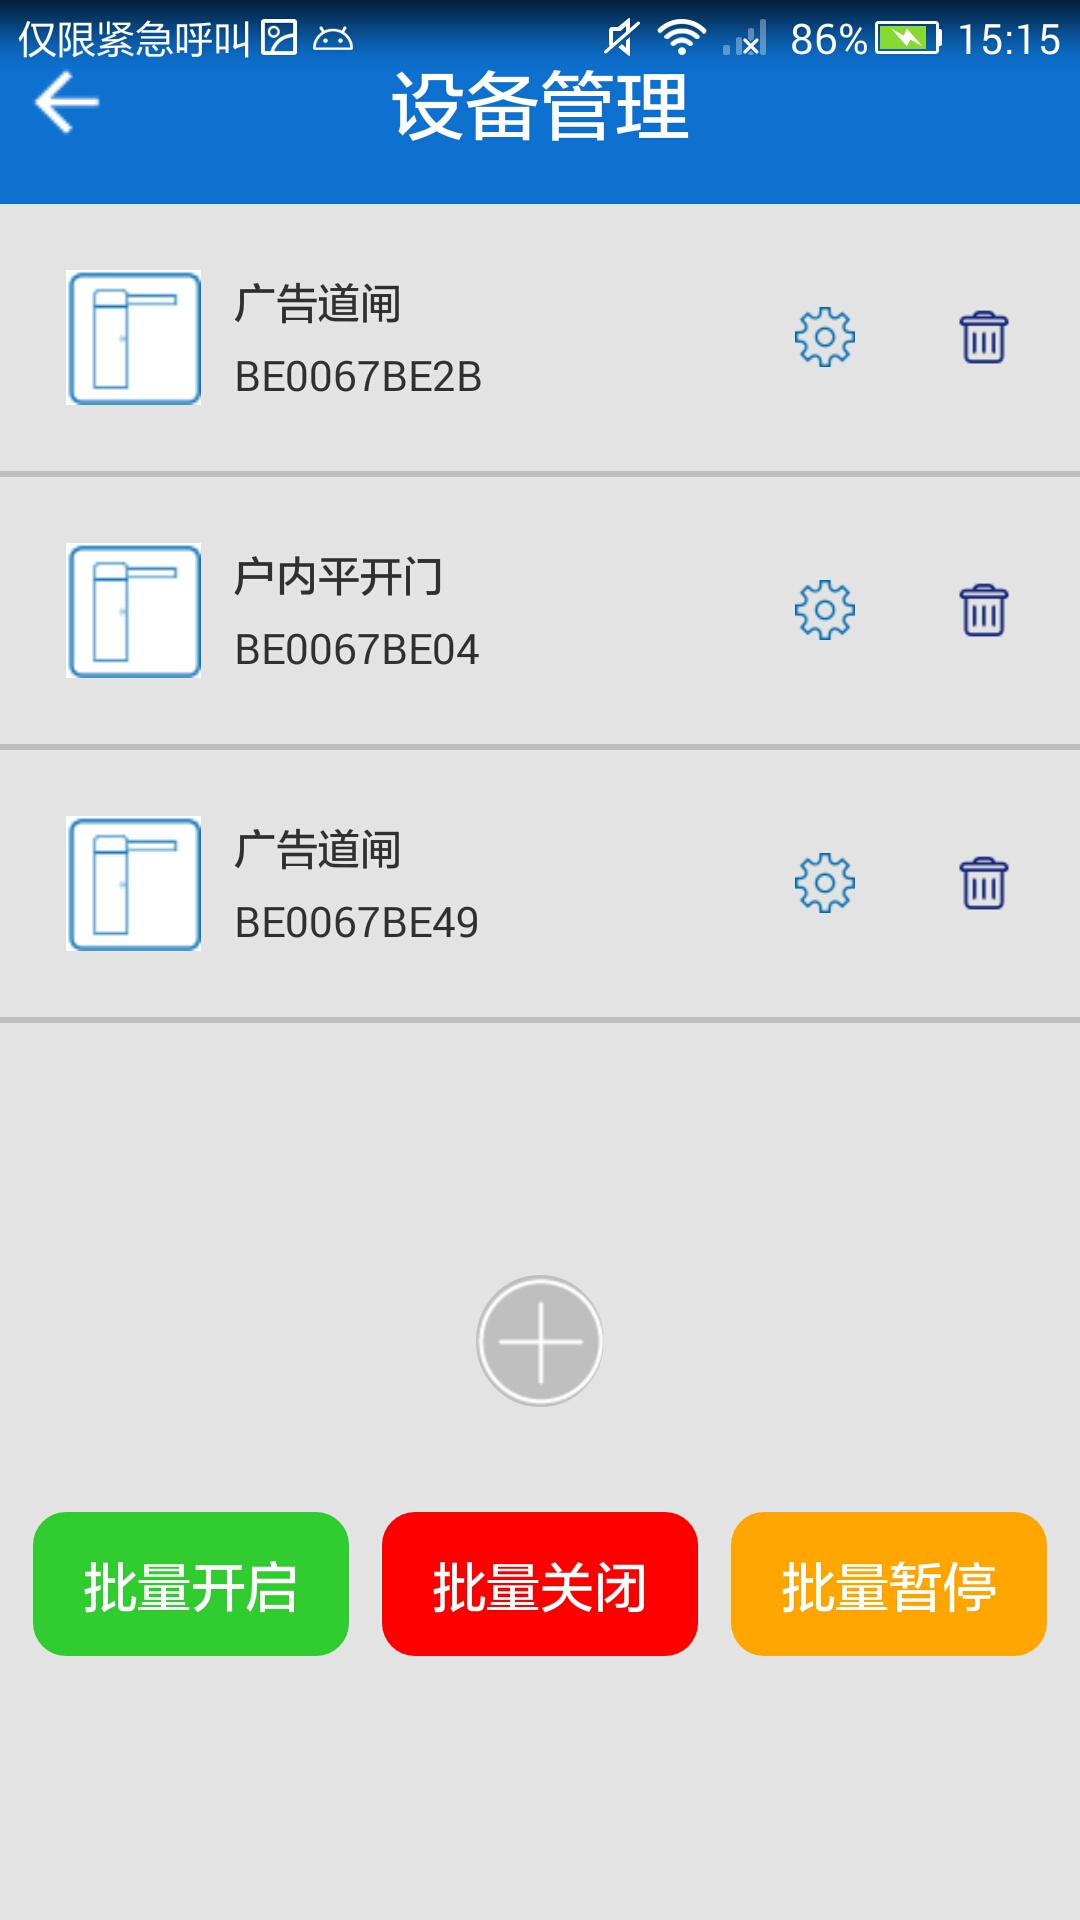 仅限紧急呼叫 86% 15:15
设备管理
广告道闸
BE0067BE2B
户内平开门
BE0067BE04
广告道闸
BE0067BE49
批量开启 批量关闭 批量暂停